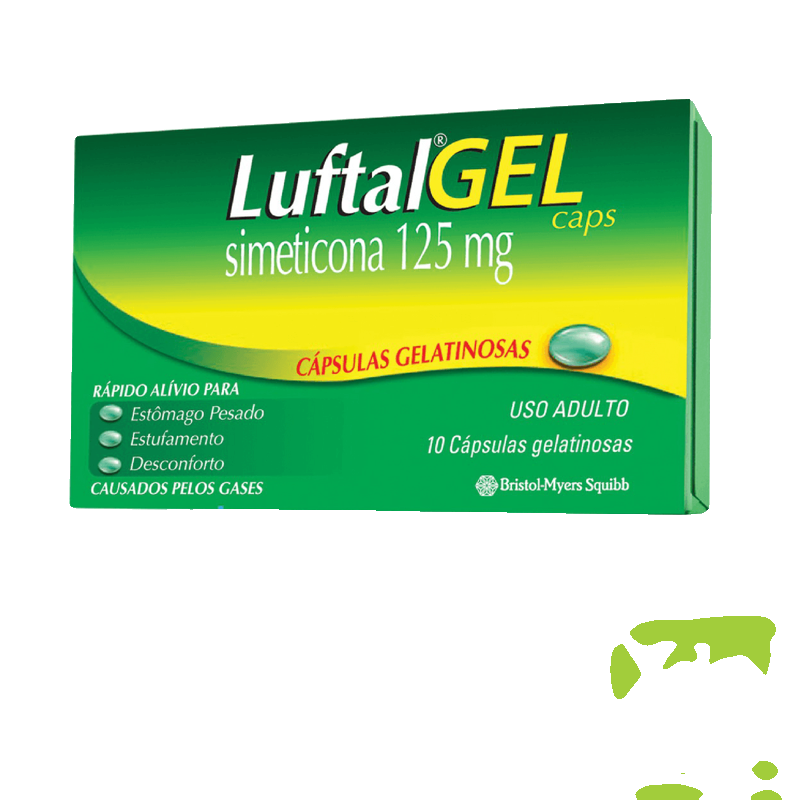 Luftal®GEL
caps
simeticona 125 mg
CÁPSULAS GELATINOSAS
RÁPIDO ALÍVIO PARA
Estômago Pesado
Estufamento
Desconforto
CAUSADOS PELOS GASES
USO ADULTO
10 Cápsulas gelatinosas
Bristol-Myers Squibb